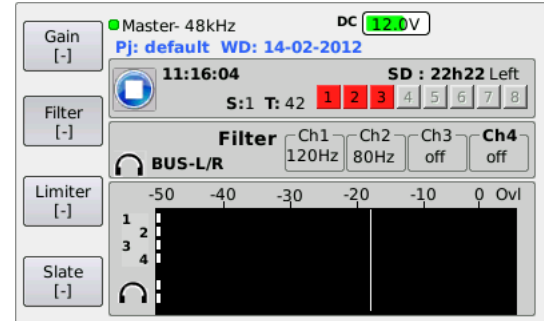 Gain
[-]
Filter
[-]
Limiter
[-]
Slate
[-]
Master- 48kHz DC 12.0V
Pj: default WD: 14-02-2012
11:16:04 SD : 22h22 Left
S:1 T: 42 1 2 3 4 5 6 7 8
Filter Ch1 Ch2 Ch3 Ch4
BUS-L/R 120Hz 80Hz off off
-50 -40 -30 -20 -10 0 Ovl
1
2
3
4